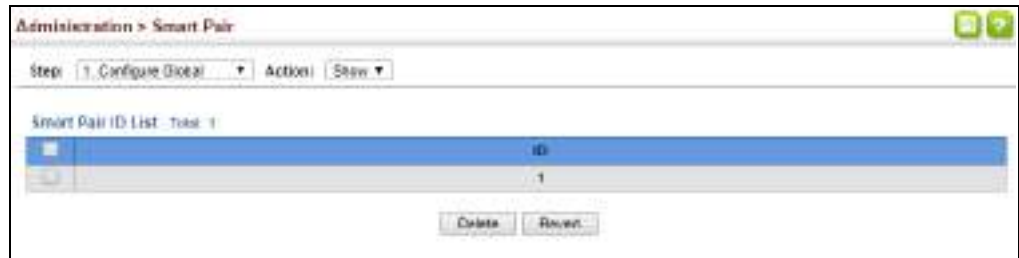 Administration > Smart Pair
Step: 1. Configure Global Action: Show
Smart Pair ID List Total: 1
ID
1
Delete Revert